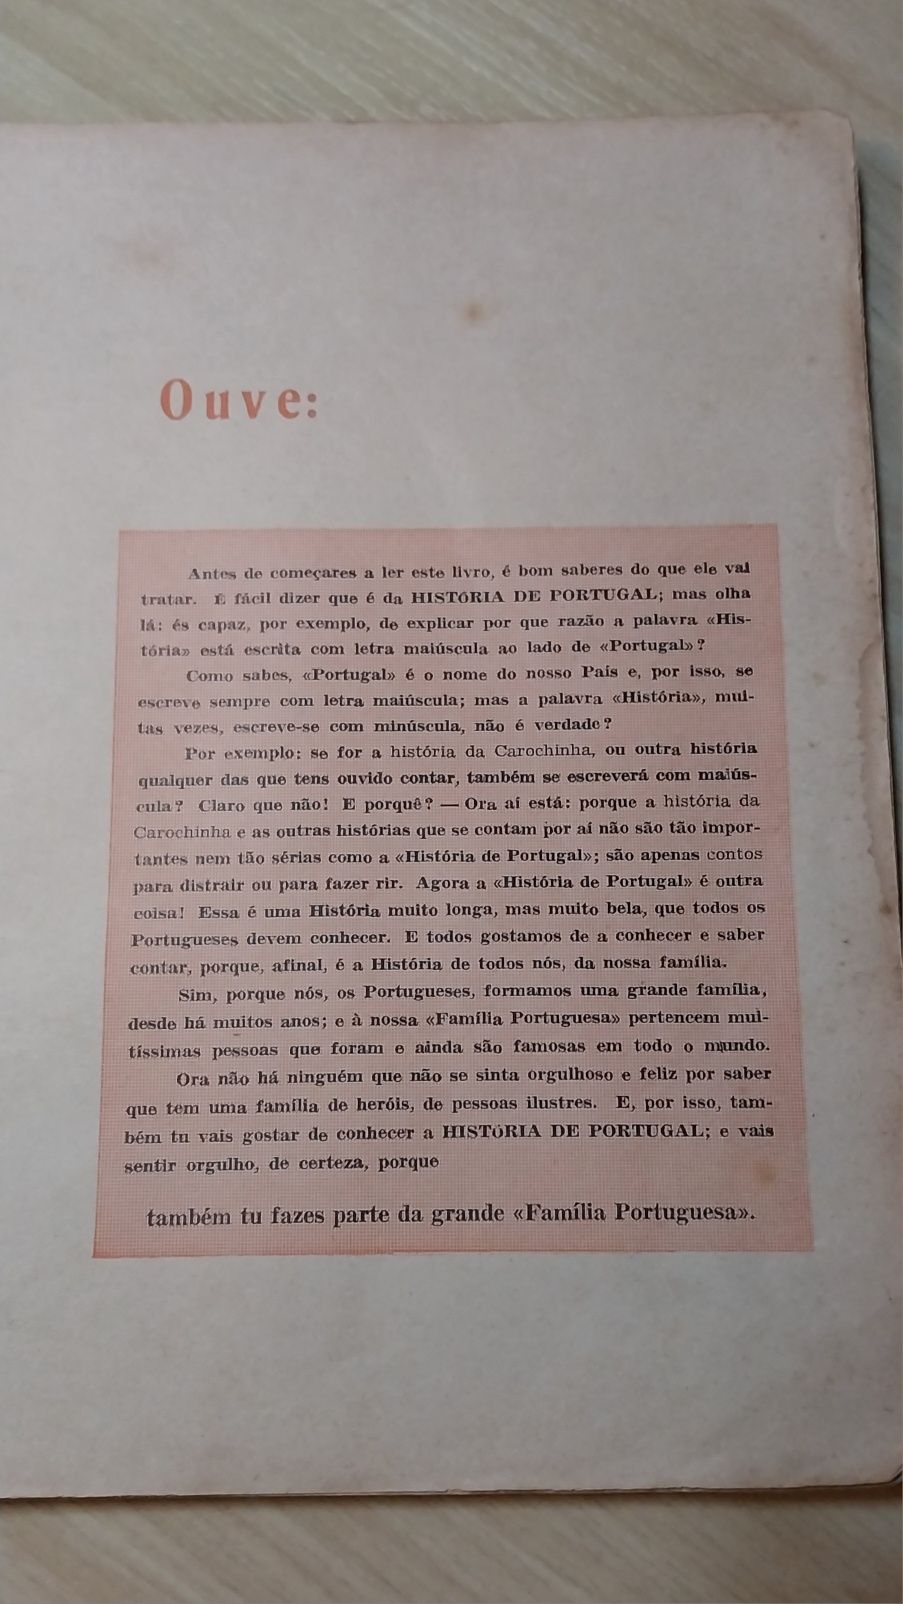 Ouve:
Antes de começares a ler este livro, é bom saberes do que ele vai
tratar. É fácil dizer que é da HISTÓRIA DE PORTUGAL; mas olha
lá: és capaz, por exemplo, de explicar por que razão a palavra «His-
tória» está escrita com letra maiúscula ao lado de «Portugal»?
Como sabes, «Portugal» é o nome do nosso País e, por isso, se
escreve sempre com letra maiúscula; mas a palavra «História», mui-
tas vezes, escreve-se com minúscula, não é verdade?
Por exemplo: se for a história da Carochinha, ou outra história
qualquer das que tens ouvido contar, também se escreverá com maiús-
cula? Claro que não! E porquê? — Ora aí está: porque a história da
Carochinha e as outras histórias que se contam por aí não são tão impor-
tantes nem tão sérias como a «História de Portugal»; são apenas contos
para distrair ou para fazer rir. Agora a «História de Portugal» é outra
coisa! Essa é uma História muito longa, mas muito bela, que todos os
Portugueses devem conhecer. E todos gostamos de a conhecer e saber
contar, porque, afinal, é a História de todos nós, da nossa família.
Sim, porque nós, os Portugueses, formamos uma grande família,
desde há muitos anos; e à nossa «Família Portuguesa» pertencem mui-
tíssimas pessoas que foram e ainda são famosas em todo o mundo.
Ora não há ninguém que não se sinta orgulhoso e feliz por saber
que tem uma família de heróis, de pessoas ilustres. E, por isso, tam-
bém tu vais gostar de conhecer a HISTÓRIA DE PORTUGAL; e vais
sentir orgulho, de certeza, porque
também tu fazes parte da grande «Família Portuguesa».